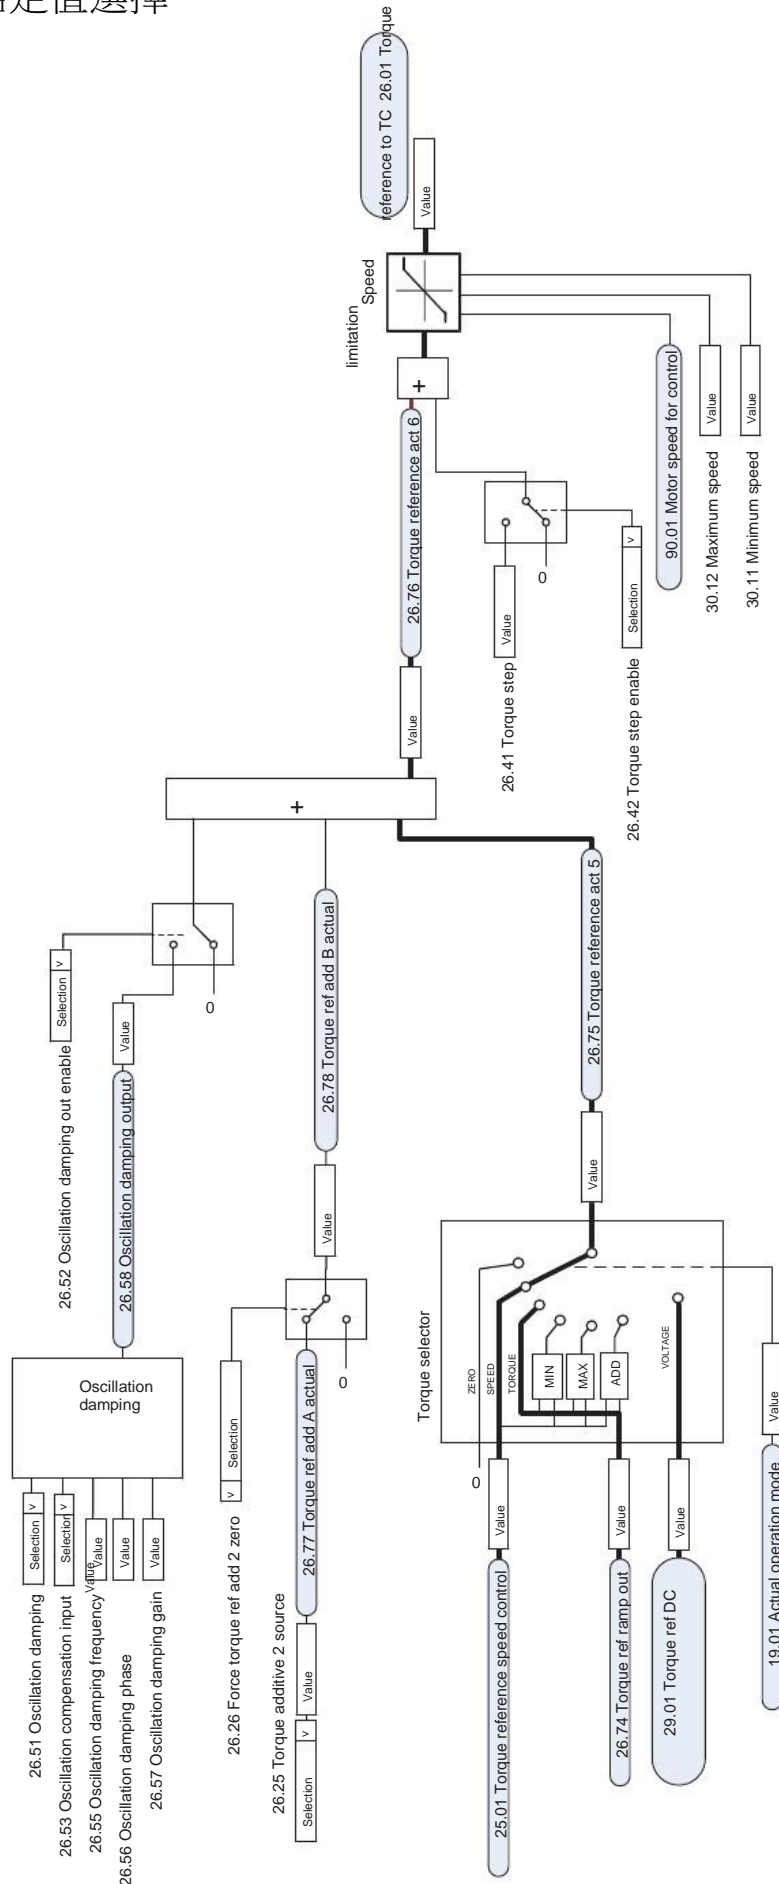 定值選擇
26.51 Oscillation damping
Selection v
26.53 Oscillation compensation input
Selection v
26.55 Oscillation damping frequency
Value
Value
26.56 Oscillation damping phase
Value
26.57 Oscillation damping gain
Value
Oscillation
damping
26.58 Oscillation damping output
Value
26.52 Oscillation damping out enable
Selection v
0
26.26 Force torque ref add 2 zero
v Selection
26.25 Torque additive 2 source
Selection v
Value
26.77 Torque ref add A actual
0
Value
26.78 Torque ref add B actual
+
Torque selector
0
ZERO
25.01 Torque reference speed control
Value
SPEED
TORQUE
MIN
MAX
ADD
26.74 Torque ref ramp out
Value
29.01 Torque ref DC
Value
VOLTAGE
19.01 Actual operation mode
Value
Value
26.75 Torque reference act 5
Value
26.76 Torque reference act 6
26.41 Torque step
Value
0
26.42 Torque step enable
Selection v
+
limitation
Speed
90.01 Motor speed for control
30.12 Maximum speed
Value
30.11 Minimum speed
Value
Value
reference to TC 26.01 Torque